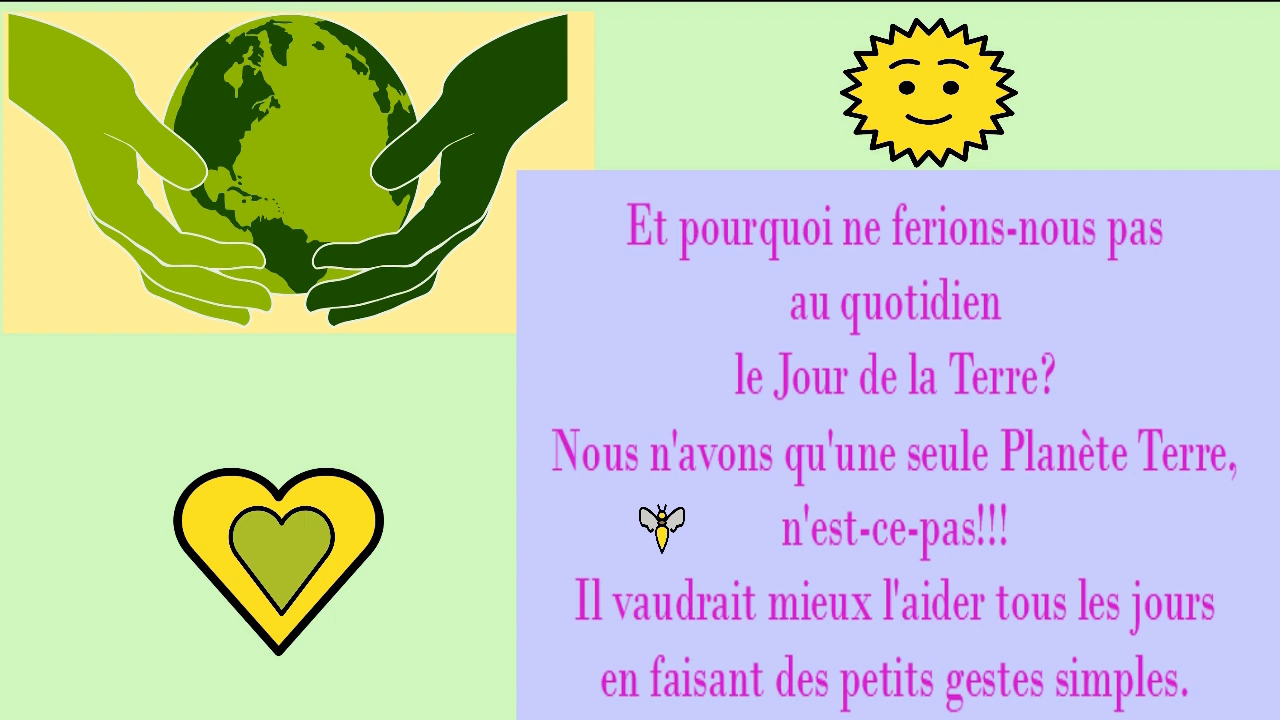 Et pourquoi ne ferions-nous pas
au quotidien
le Jour de la Terre?
Nous n'avons qu'une seule Planète Terre,
n'est-ce-pas!!!
Il vaudrait mieux l'aider tous les jours
en faisant des petits gestes simples.